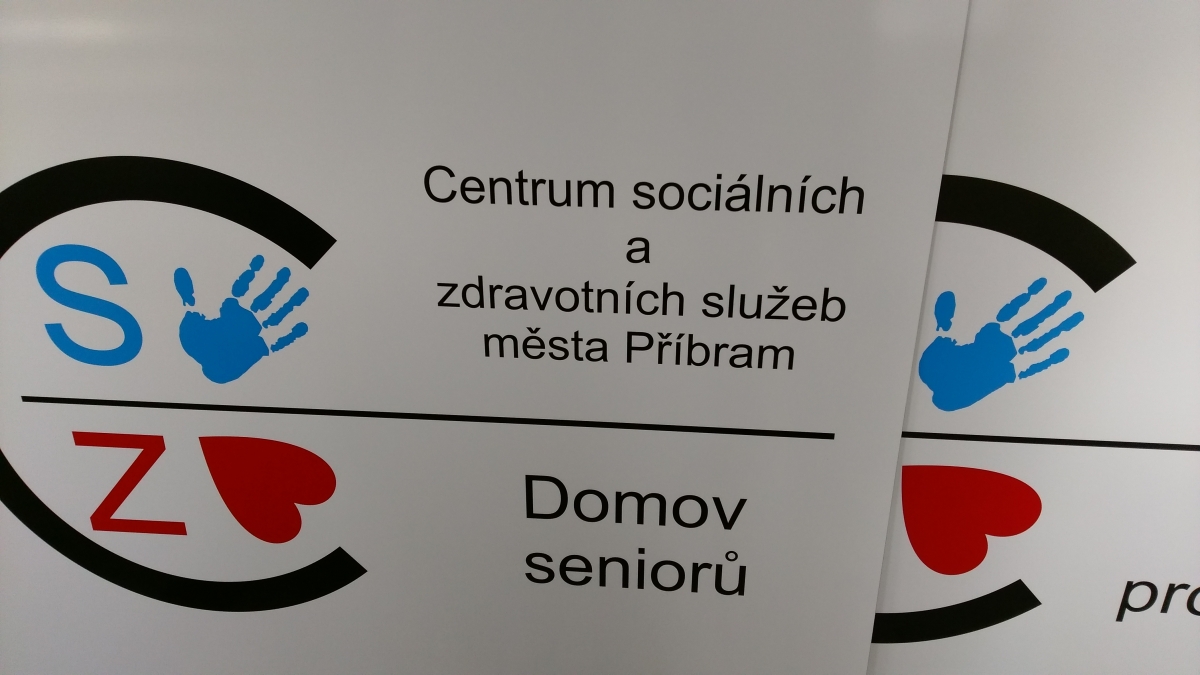 S
Centrum sociálních
a
zdravotních služeb
města Příbram
Z
Domov
seniorů